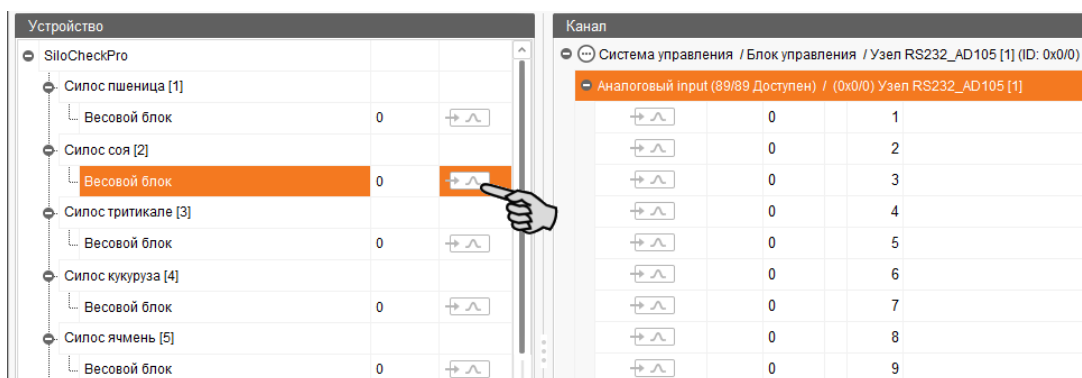 Устройство
SiloCheckPro
Силос пшеница [1]
Весовой блок 0
Силос соя [2]
Весовой блок 0
Силос тритикале [3]
Весовой блок 0
Силос кукуруза [4]
Весовой блок 0
Силос ячмень [5]
Весовой блок 0
Канал
Система управления / Блок управления / Узел RS232_AD105 [1] (ID: 0x0/0)
Аналоговый input (89/89 Доступен) / (0x0/0) Узел RS232_AD105 [1]
0 1
0 2
0 3
0 4
0 5
0 6
0 7
0 8
0 9